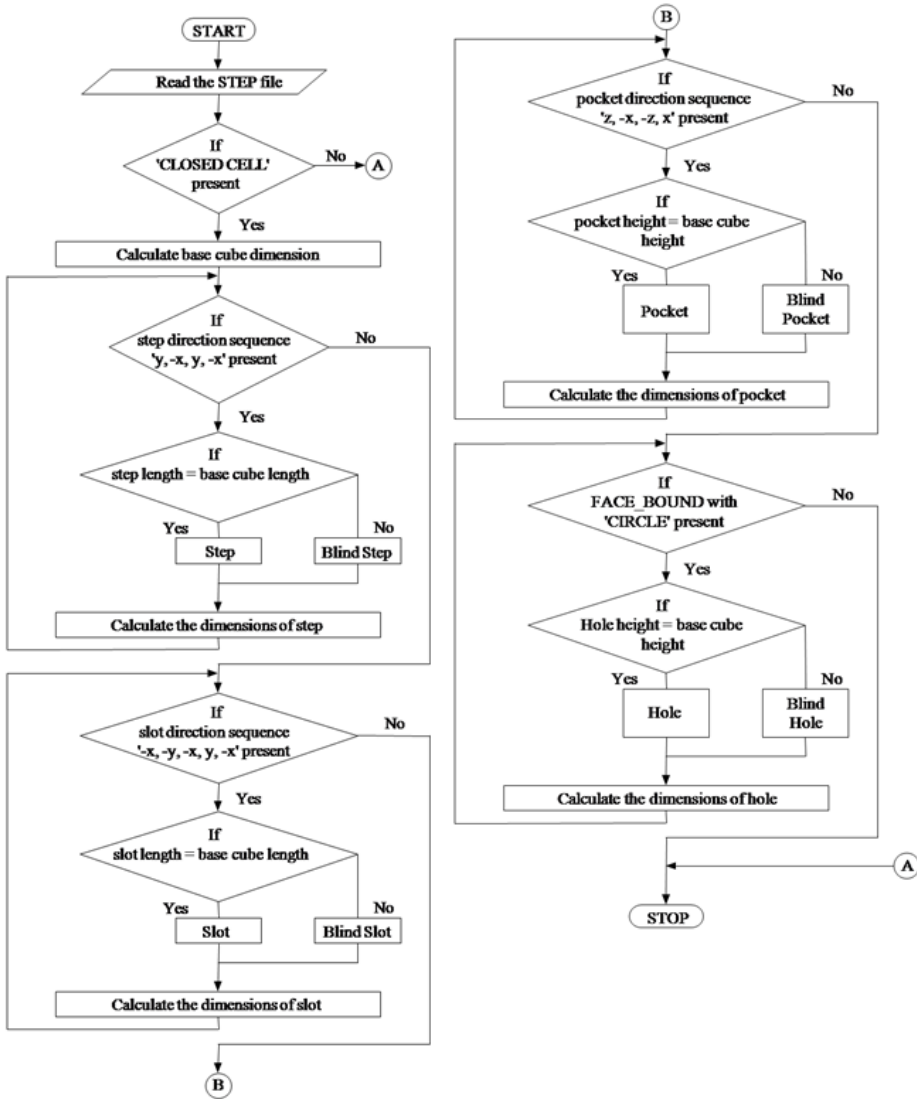 START
Read the STEP file
If
'CLOSED CELL'
present
No
A
Yes
Calculate base cube dimension
If
step direction sequence
'y, -x, y, -x' present
No
Yes
If
step length = base cube length
Yes
No
Step
Blind Step
Calculate the dimensions of step
If
slot direction sequence
'-x, -y, -x, y, -x' present
No
Yes
If
slot length = base cube length
Yes
No
Slot
Blind Slot
Calculate the dimensions of slot
B
B
If
pocket direction sequence
'z, -x, -z, x' present
No
Yes
If
pocket height = base cube
height
Yes
No
Pocket
Blind
Pocket
Calculate the dimensions of pocket
If
FACE_BOUND with
'CIRCLE' present
No
Yes
If
Hole height = base cube
height
Yes
No
Hole
Blind
Hole
Calculate the dimensions of hole
A
STOP